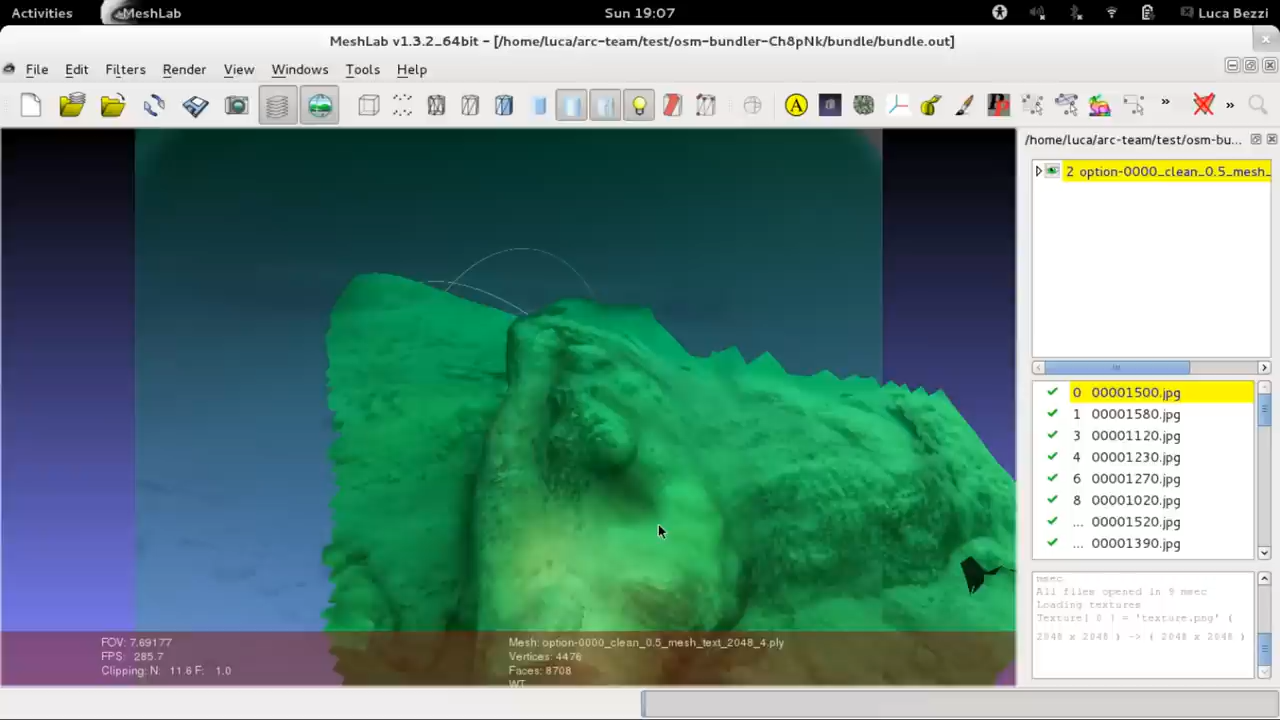 Activities MeshLab Sun 19:07 Luca Bezzi
MeshLab v1.3.2_64bit - [/home/luca/arc-team/test/osm-bundler-Ch8pNk/bundle/bundle.out]
File Edit Filters Render View Windows Tools Help
A » »
/home/luca/arc-team/test/osm-bu...
2 option-0000_clean_0.5_mesh_
0 00001500.jpg
1 00001580.jpg
3 00001120.jpg
4 00001230.jpg
6 00001270.jpg
8 00001020.jpg
... 00001520.jpg
... 00001390.jpg
msec
All files opened in 9 msec
Loading textures
Texture[ 0 ] = 'texture.png' (
2048 x 2048 ) -> ( 2048 x 2048 )
FOV: 7.69177
FPS: 285.7
Clipping: N: 11.6 F: 1.0
Mesh: option-0000_clean_0.5_mesh_text_2048_4.ply
Vertices: 4476
Faces: 8708
WT